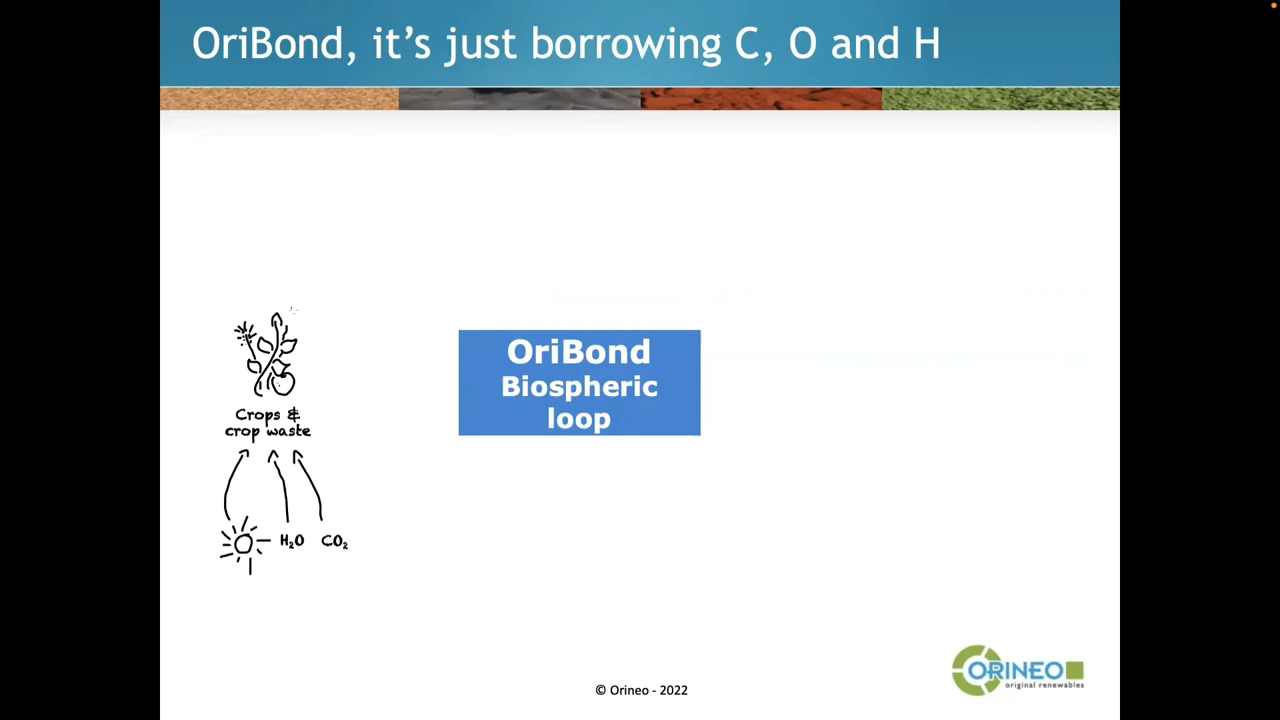 OriBond, it’s just borrowing C, O and H
OriBond
Biospheric
loop
Crops &
crop waste
H₂O CO₂
ORINEO
original renewables
© Orineo - 2022